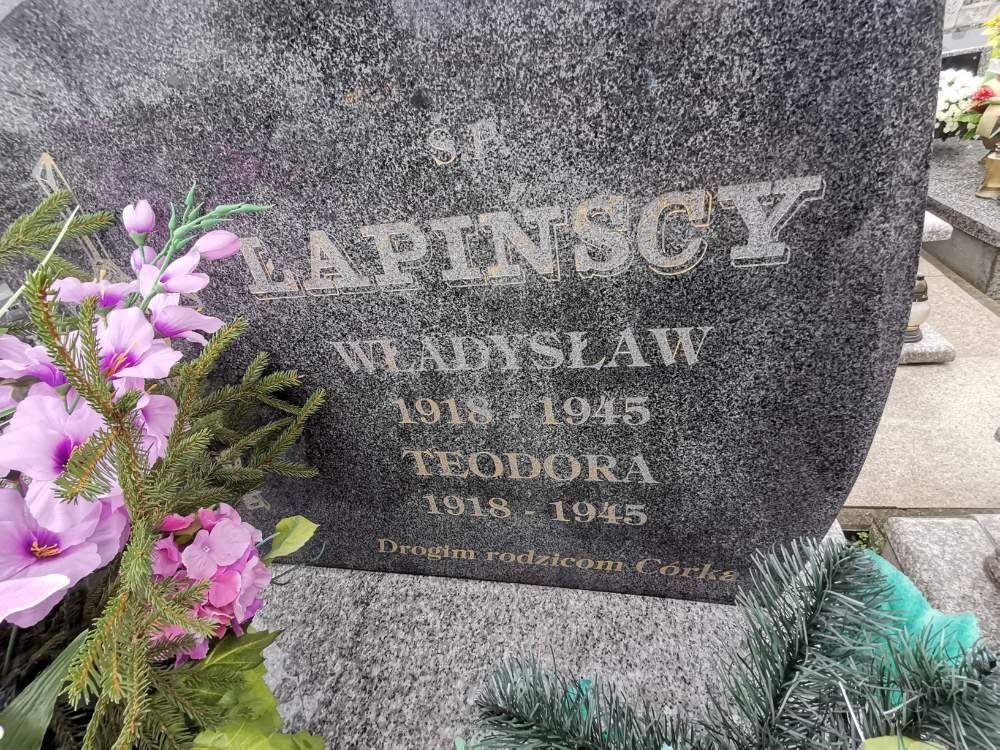 Ś.P.
ŁAPIŃSCY
WŁADYSŁAW
1918 - 1945
TEODORA
1918 - 1945
Drogim rodzicom Córka